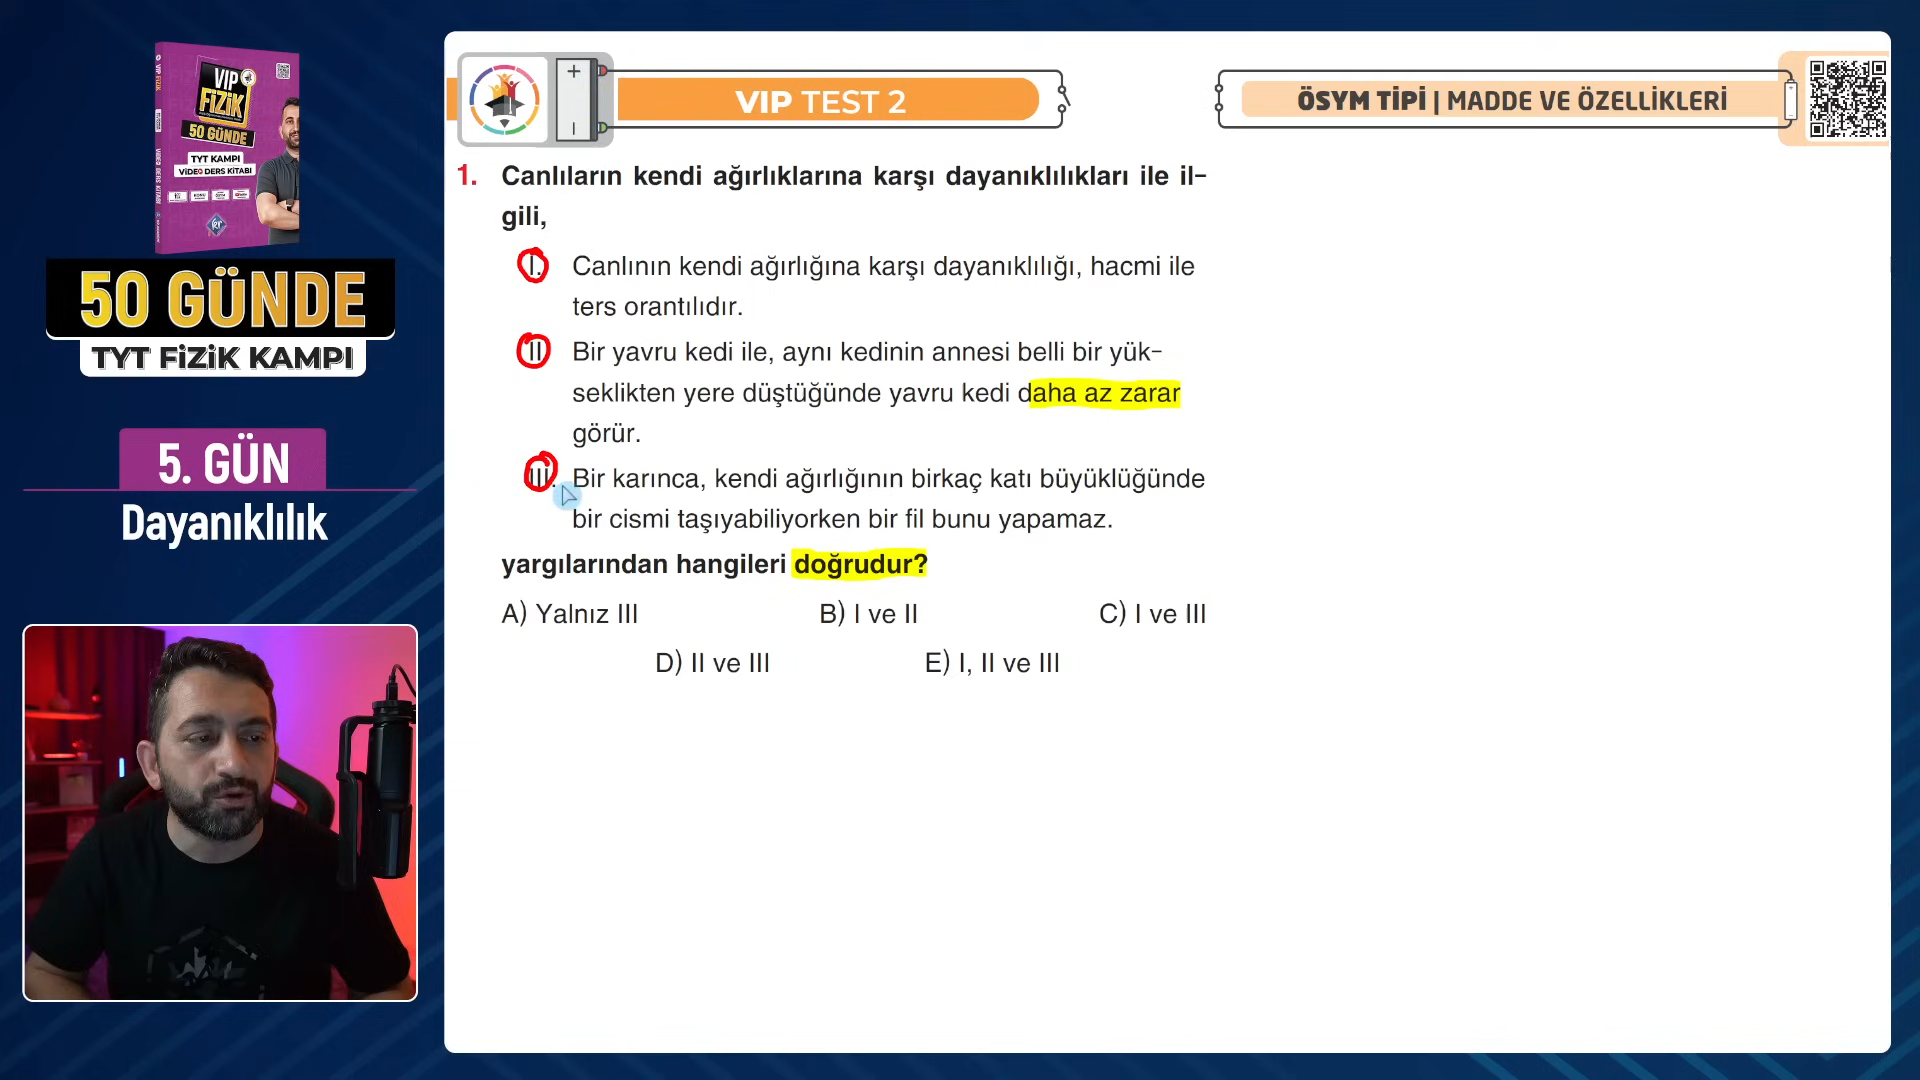 VIP
FİZİK
50 GÜNDE
TYT KAMPI
VİDEO DERS KİTABI
50 GÜNDE
TYT FİZİK KAMPI
5. GÜN
Dayanıklılık
VIP TEST 2
ÖSYM TİPİ | MADDE VE ÖZELLİKLERİ
1. Canlıların kendi ağırlıklarına karşı dayanıklılıkları ile il-
gili,
I. Canlının kendi ağırlığına karşı dayanıklılığı, hacmi ile
ters orantılıdır.
II Bir yavru kedi ile, aynı kedinin annesi belli bir yük-
seklikten yere düştüğünde yavru kedi daha az zarar
görür.
III. Bir karınca, kendi ağırlığının birkaç katı büyüklüğünde
bir cismi taşıyabiliyorken bir fil bunu yapamaz.
yargılarından hangileri doğrudur?
A) Yalnız III B) I ve II C) I ve III
D) II ve III E) I, II ve III